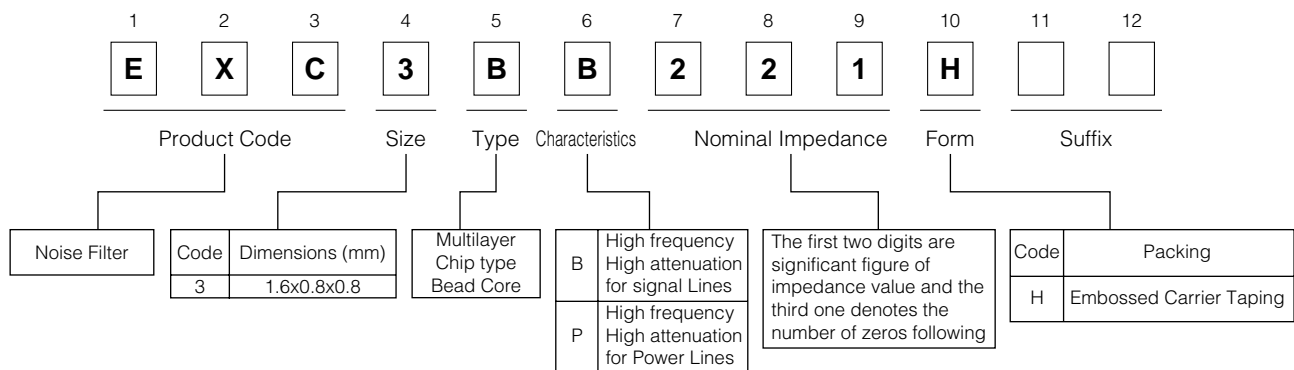 1 2 3 4 5 6 7 8 9 10 11 12
E X C 3 B B 2 2 1 H
Product Code Size Type Characteristics Nominal Impedance Form Suffix
Noise Filter
Code Dimensions (mm)
3 1.6x0.8x0.8
Multilayer
Chip type
Bead Core
B
High frequency
High attenuation
for signal Lines
P
High frequency
High attenuation
for Power Lines
The first two digits are
significant figure of
impedance value and the
third one denotes the
number of zeros following
Code Packing
H Embossed Carrier Taping